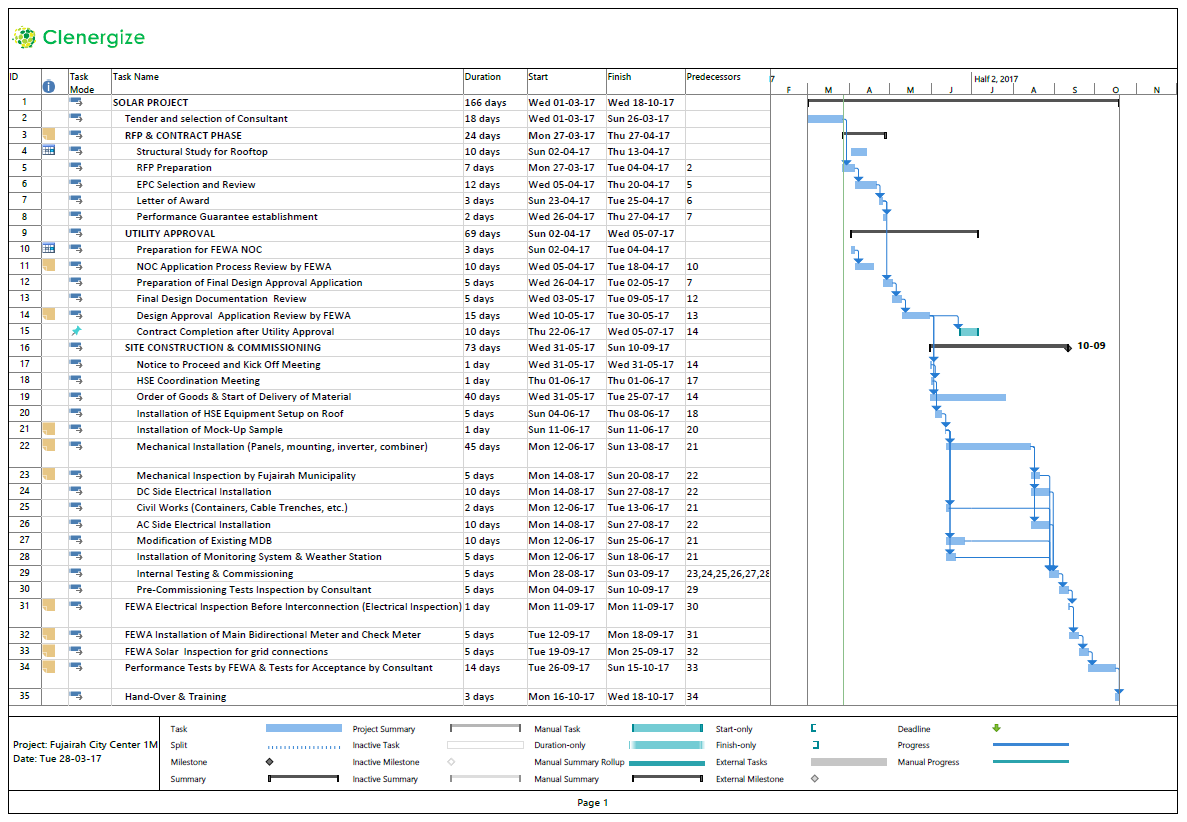 Clenergize
ID Task Mode Task Name Duration Start Finish Predecessors 7 Half 2, 2017
F M A M J J A S O N
1 SOLAR PROJECT 166 days Wed 01-03-17 Wed 18-10-17
2 Tender and selection of Consultant 18 days Wed 01-03-17 Sun 26-03-17
3 RFP & CONTRACT PHASE 24 days Mon 27-03-17 Thu 27-04-17
4 Structural Study for Rooftop 10 days Sun 02-04-17 Thu 13-04-17
5 RFP Preparation 7 days Mon 27-03-17 Tue 04-04-17 2
6 EPC Selection and Review 12 days Wed 05-04-17 Thu 20-04-17 5
7 Letter of Award 3 days Sun 23-04-17 Tue 25-04-17 6
8 Performance Guarantee establishment 2 days Wed 26-04-17 Thu 27-04-17 7
9 UTILITY APPROVAL 69 days Sun 02-04-17 Wed 05-07-17
10 Preparation for FEWA NOC 3 days Sun 02-04-17 Tue 04-04-17
11 NOC Application Process Review by FEWA 10 days Wed 05-04-17 Tue 18-04-17 10
12 Preparation of Final Design Approval Application 5 days Wed 26-04-17 Tue 02-05-17 7
13 Final Design Documentation Review 5 days Wed 03-05-17 Tue 09-05-17 12
14 Design Approval Application Review by FEWA 15 days Wed 10-05-17 Tue 30-05-17 13
15 Contract Completion after Utility Approval 10 days Thu 22-06-17 Wed 05-07-17 14
16 SITE CONSTRUCTION & COMMISSIONING 73 days Wed 31-05-17 Sun 10-09-17 10-09
17 Notice to Proceed and Kick Off Meeting 1 day Wed 31-05-17 Wed 31-05-17 14
18 HSE Coordination Meeting 1 day Thu 01-06-17 Thu 01-06-17 17
19 Order of Goods & Start of Delivery of Material 40 days Wed 31-05-17 Tue 25-07-17 14
20 Installation of HSE Equipment Setup on Roof 5 days Sun 04-06-17 Thu 08-06-17 18
21 Installation of Mock-Up Sample 1 day Sun 11-06-17 Sun 11-06-17 20
22 Mechanical Installation (Panels, mounting, inverter, combiner) 45 days Mon 12-06-17 Sun 13-08-17 21
23 Mechanical Inspection by Fujairah Municipality 5 days Mon 14-08-17 Sun 20-08-17 22
24 DC Side Electrical Installation 10 days Mon 14-08-17 Sun 27-08-17 22
25 Civil Works (Containers, Cable Trenches, etc.) 2 days Mon 12-06-17 Tue 13-06-17 21
26 AC Side Electrical Installation 10 days Mon 14-08-17 Sun 27-08-17 22
27 Modification of Existing MDB 10 days Mon 12-06-17 Sun 25-06-17 21
28 Installation of Monitoring System & Weather Station 5 days Mon 12-06-17 Sun 18-06-17 21
29 Internal Testing & Commissioning 5 days Mon 28-08-17 Sun 03-09-17 23,24,25,26,27,28
30 Pre-Commissioning Tests Inspection by Consultant 5 days Mon 04-09-17 Sun 10-09-17 29
31 FEWA Electrical Inspection Before Interconnection (Electrical Inspection) 1 day Mon 11-09-17 Mon 11-09-17 30
32 FEWA Installation of Main Bidirectional Meter and Check Meter 5 days Tue 12-09-17 Mon 18-09-17 31
33 FEWA Solar Inspection for grid connections 5 days Tue 19-09-17 Mon 25-09-17 32
34 Performance Tests by FEWA & Tests for Acceptance by Consultant 14 days Tue 26-09-17 Sun 15-10-17 33
35 Hand-Over & Training 3 days Mon 16-10-17 Wed 18-10-17 34
Project: Fujairah City Center 1M
Date: Tue 28-03-17
Task Project Summary Manual Task Start-only Deadline
Split Inactive Task Duration-only Finish-only Progress
Milestone Inactive Milestone Manual Summary Rollup External Tasks Manual Progress
Summary Inactive Summary Manual Summary External Milestone
Page 1